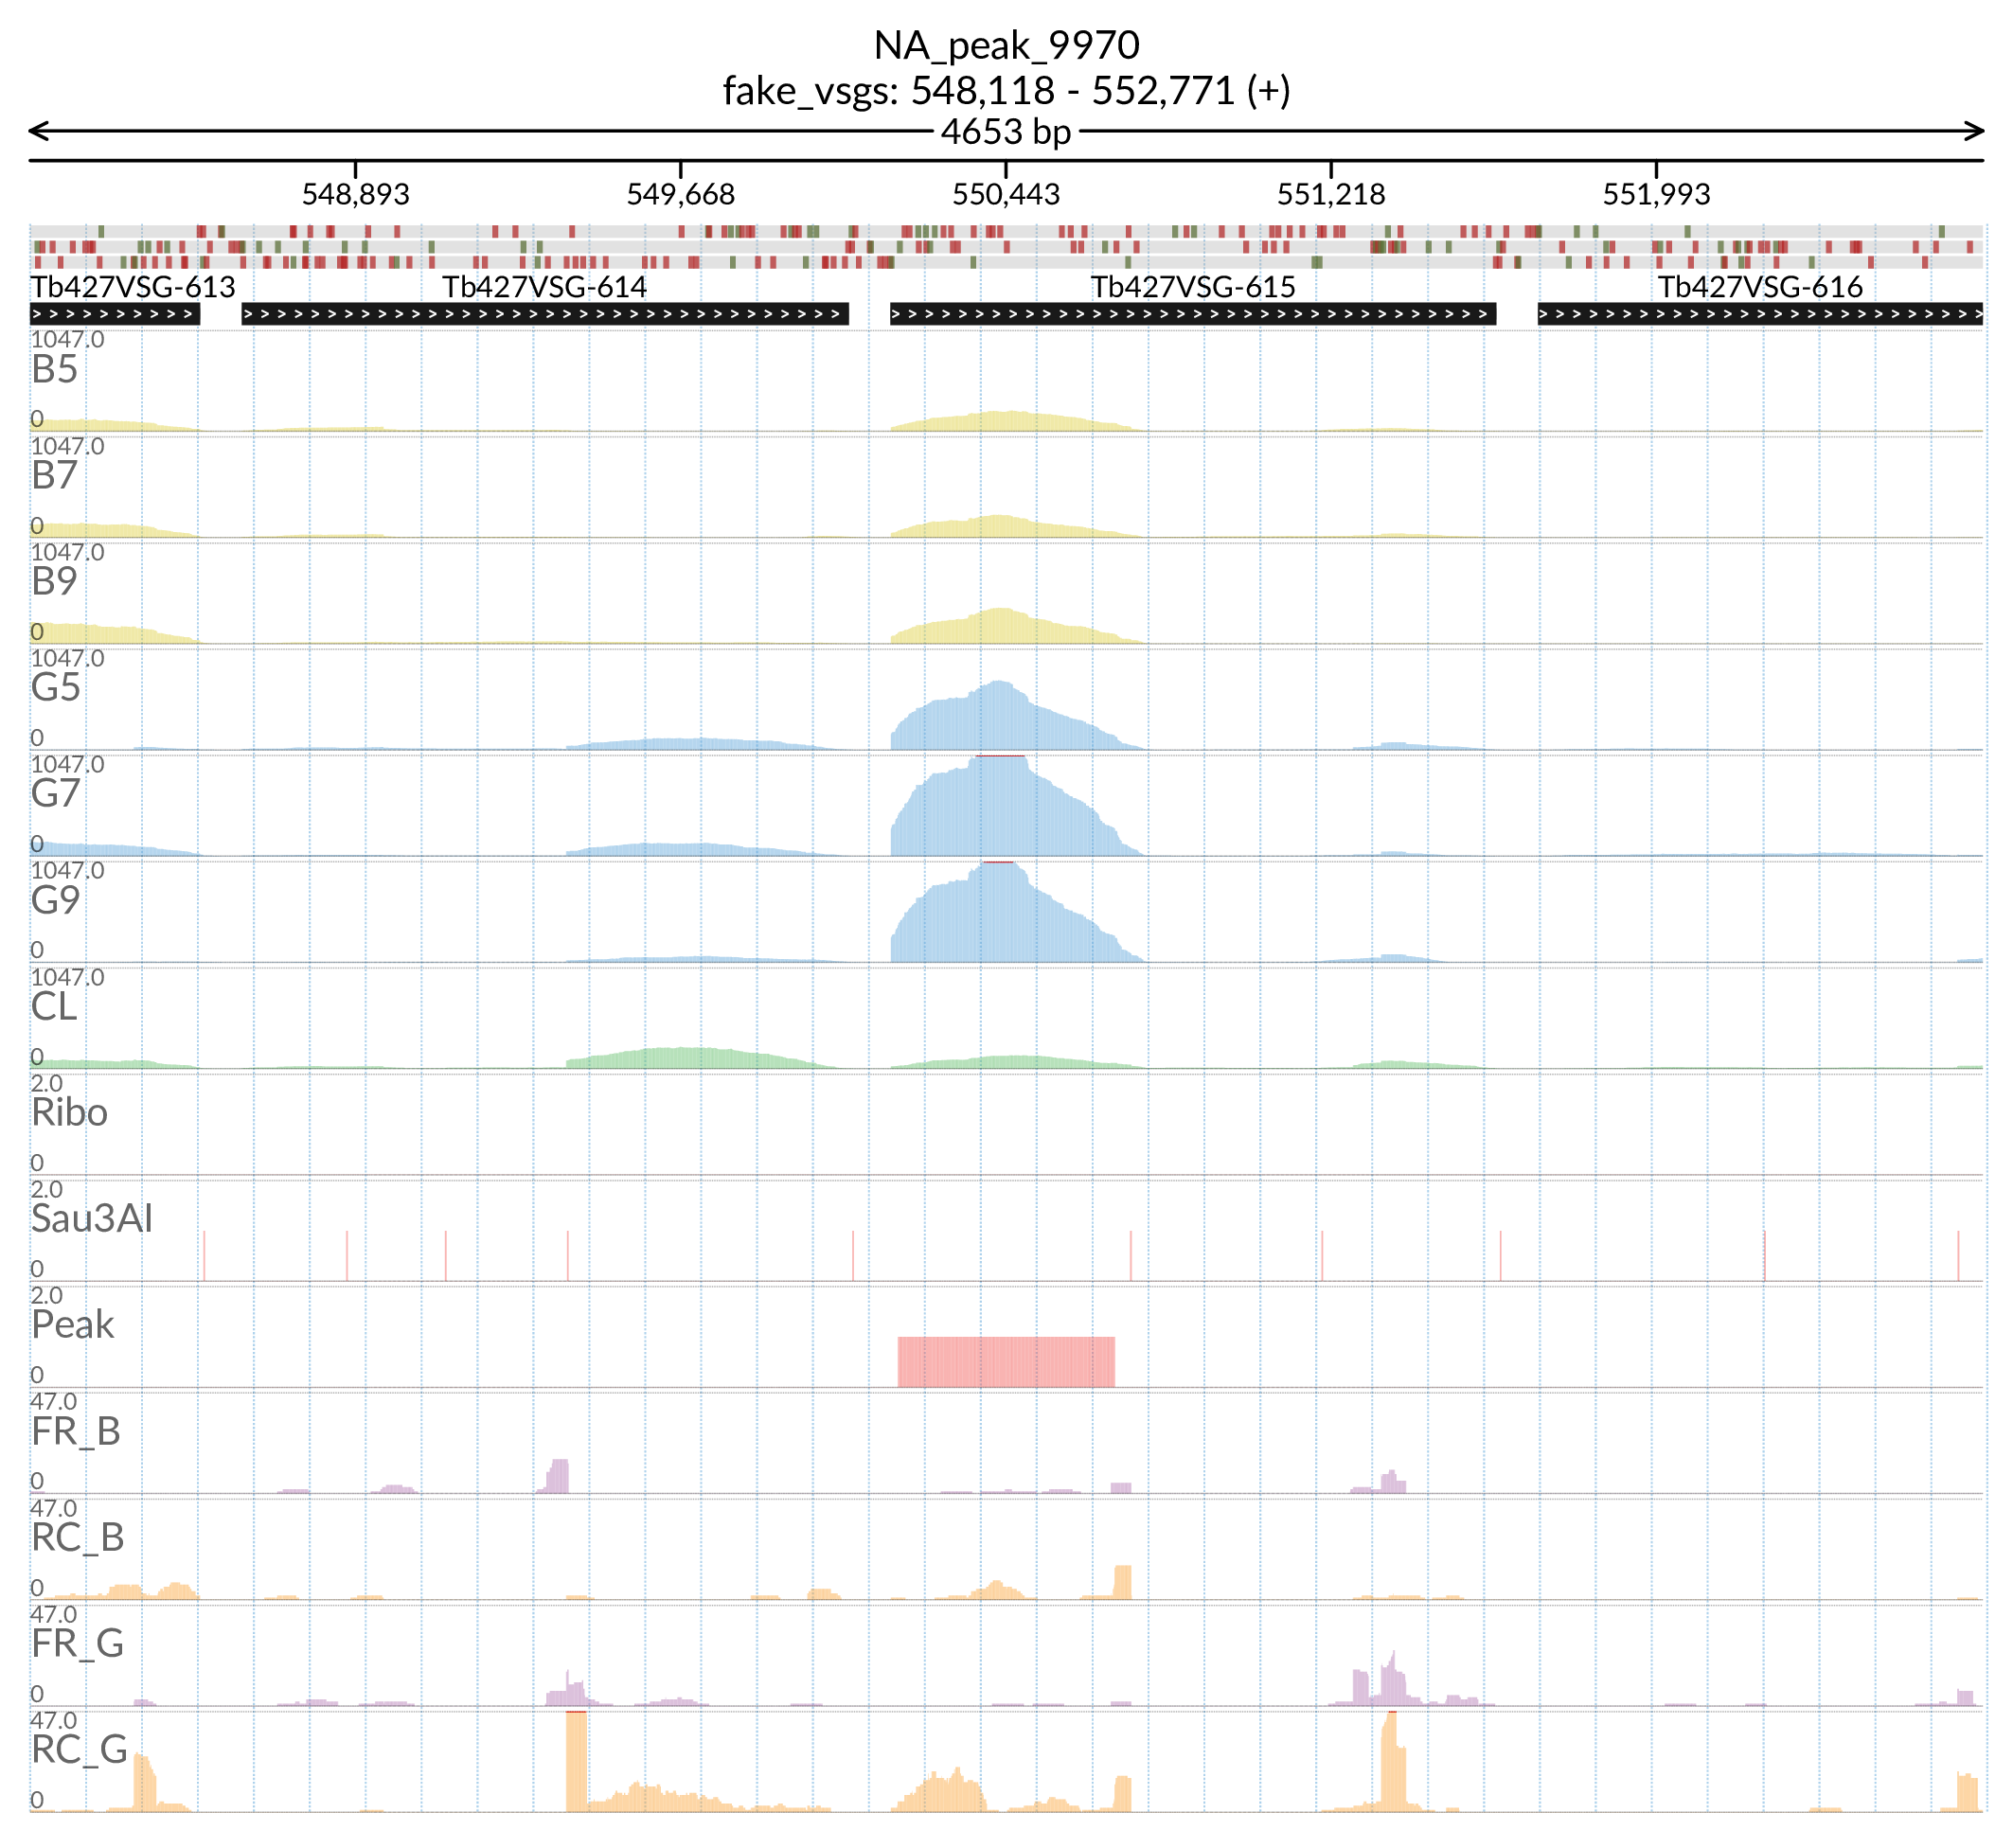 NA_peak_9970
fake_vsgs: 548,118 - 552,771 (+)
4653 bp
548,893 549,668 550,443 551,218 551,993
Tb427VSG-613 Tb427VSG-614 Tb427VSG-615 Tb427VSG-616
1047.0
B5
0
1047.0
B7
0
1047.0
B9
0
1047.0
G5
0
1047.0
G7
0
1047.0
G9
0
1047.0
CL
0
2.0
Ribo
0
2.0
Sau3AI
0
2.0
Peak
0
47.0
FR_B
0
47.0
RC_B
0
47.0
FR_G
0
47.0
RC_G
0